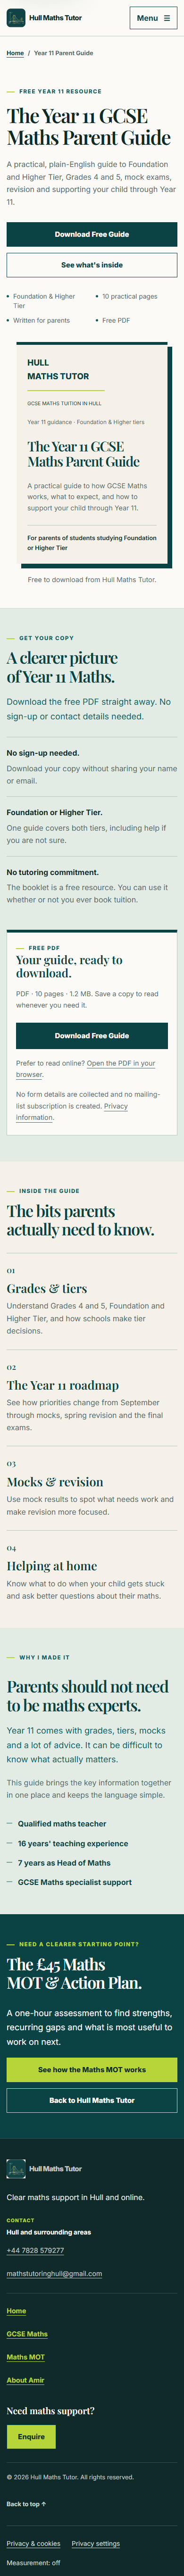 Hull Maths Tutor
Menu
Home / Year 11 Parent Guide
FREE YEAR 11 RESOURCE
The Year 11 GCSE
Maths Parent Guide
A practical, plain-English guide to Foundation
and Higher Tier, Grades 4 and 5, mock exams,
revision and supporting your child through Year
11.
Download Free Guide
See what's inside
Foundation & Higher
Tier
10 practical pages
Written for parents
Free PDF
HULL
MATHS TUTOR
GCSE MATHS TUITION IN HULL
Year 11 guidance · Foundation & Higher tiers
The Year 11 GCSE
Maths Parent Guide
A practical guide to how GCSE Maths
works, what to expect, and how to
support your child through Year 11.
For parents of students studying Foundation
or Higher Tier
Free to download from Hull Maths Tutor.
GET YOUR COPY
A clearer picture
of Year 11 Maths.
Download the free PDF straight away. No
sign-up or contact details needed.
No sign-up needed.
Download your copy without sharing your name
or email.
Foundation or Higher Tier.
One guide covers both tiers, including help if
you are not sure.
No tutoring commitment.
The booklet is a free resource. You can use it
whether or not you ever book tuition.
FREE PDF
Your guide, ready to
download.
PDF · 10 pages · 1.2 MB. Save a copy to read
whenever you need it.
Download Free Guide
Prefer to read online? Open the PDF in your
browser.
No form details are collected and no mailing-
list subscription is created. Privacy
information.
INSIDE THE GUIDE
The bits parents
actually need to know.
01
Grades & tiers
Understand Grades 4 and 5, Foundation and
Higher Tier, and how schools make tier
decisions.
02
The Year 11 roadmap
See how priorities change from September
through mocks, spring revision and the final
exams.
03
Mocks & revision
Use mock results to spot what needs work and
make revision more focused.
04
Helping at home
Know what to do when your child gets stuck
and ask better questions about their maths.
WHY I MADE IT
Parents should not need
to be maths experts.
Year 11 comes with grades, tiers, mocks
and a lot of advice. It can be difficult to
know what actually matters.
This guide brings the key information together
in one place and keeps the language simple.
Qualified maths teacher
16 years' teaching experience
7 years as Head of Maths
GCSE Maths specialist support
NEED A CLEARER STARTING POINT?
The £45 Maths
MOT & Action Plan.
A one-hour assessment to find strengths,
recurring gaps and what is most useful to
work on next.
See how the Maths MOT works
Back to Hull Maths Tutor
Hull Maths Tutor
Clear maths support in Hull and online.
CONTACT
Hull and surrounding areas
+44 7828 579277
mathstutoringhull@gmail.com
Home
GCSE Maths
Maths MOT
About Amir
Need maths support?
Enquire
© 2026 Hull Maths Tutor. All rights reserved.
Back to top ↑
Privacy & cookies
Privacy settings
Measurement: off